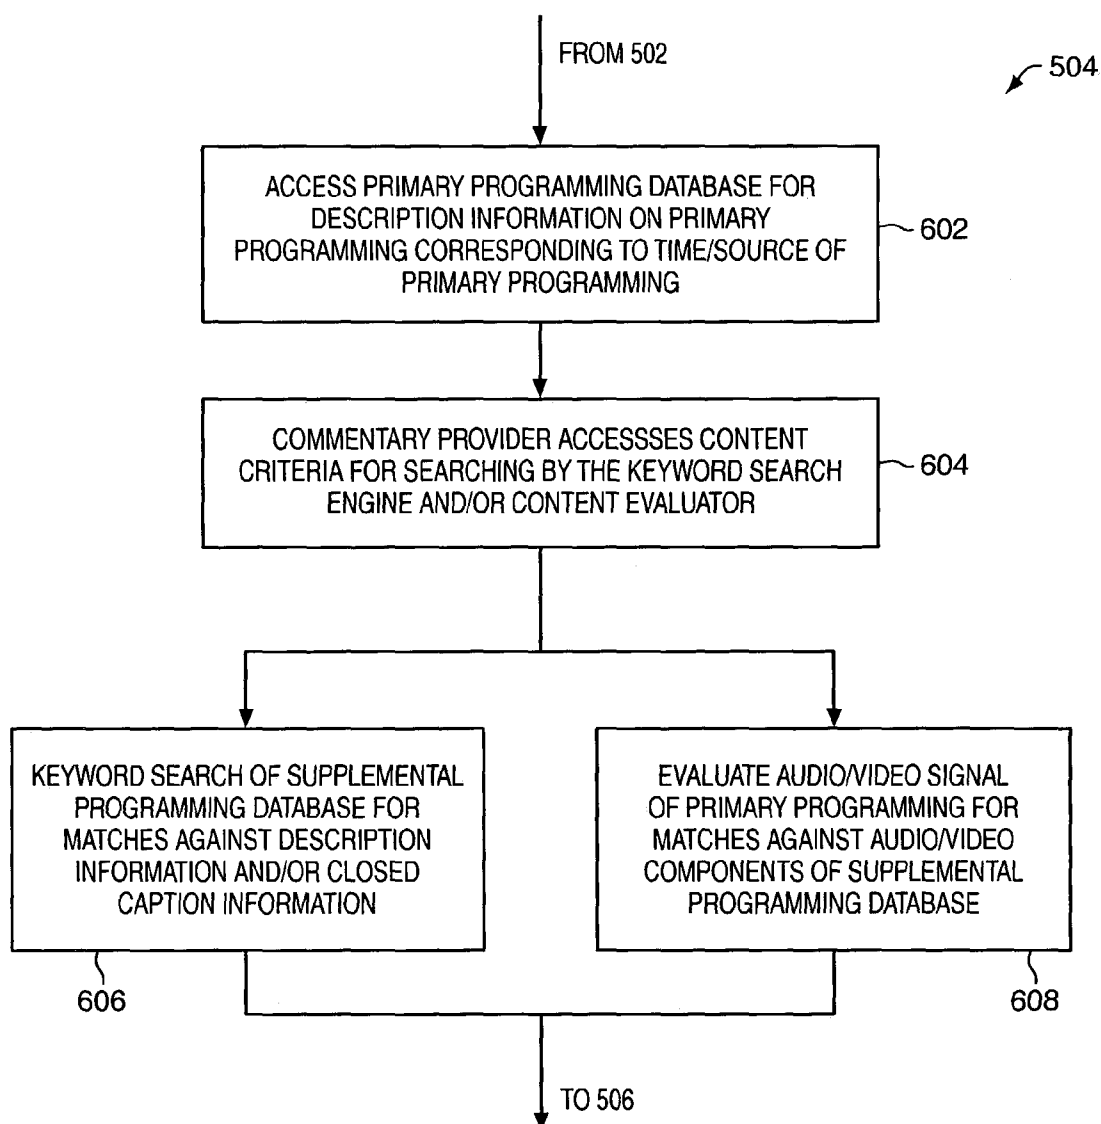 FROM 502
504
ACCESS PRIMARY PROGRAMMING DATABASE FOR
DESCRIPTION INFORMATION ON PRIMARY
PROGRAMMING CORRESPONDING TO TIME/SOURCE OF
PRIMARY PROGRAMMING
602
COMMENTARY PROVIDER ACCESSSES CONTENT
CRITERIA FOR SEARCHING BY THE KEYWORD SEARCH
ENGINE AND/OR CONTENT EVALUATOR
604
KEYWORD SEARCH OF SUPPLEMENTAL
PROGRAMMING DATABASE FOR
MATCHES AGAINST DESCRIPTION
INFORMATION AND/OR CLOSED
CAPTION INFORMATION
606
EVALUATE AUDIO/VIDEO SIGNAL
OF PRIMARY PROGRAMMING FOR
MATCHES AGAINST AUDIO/VIDEO
COMPONENTS OF SUPPLEMENTAL
PROGRAMMING DATABASE
608
TO 506